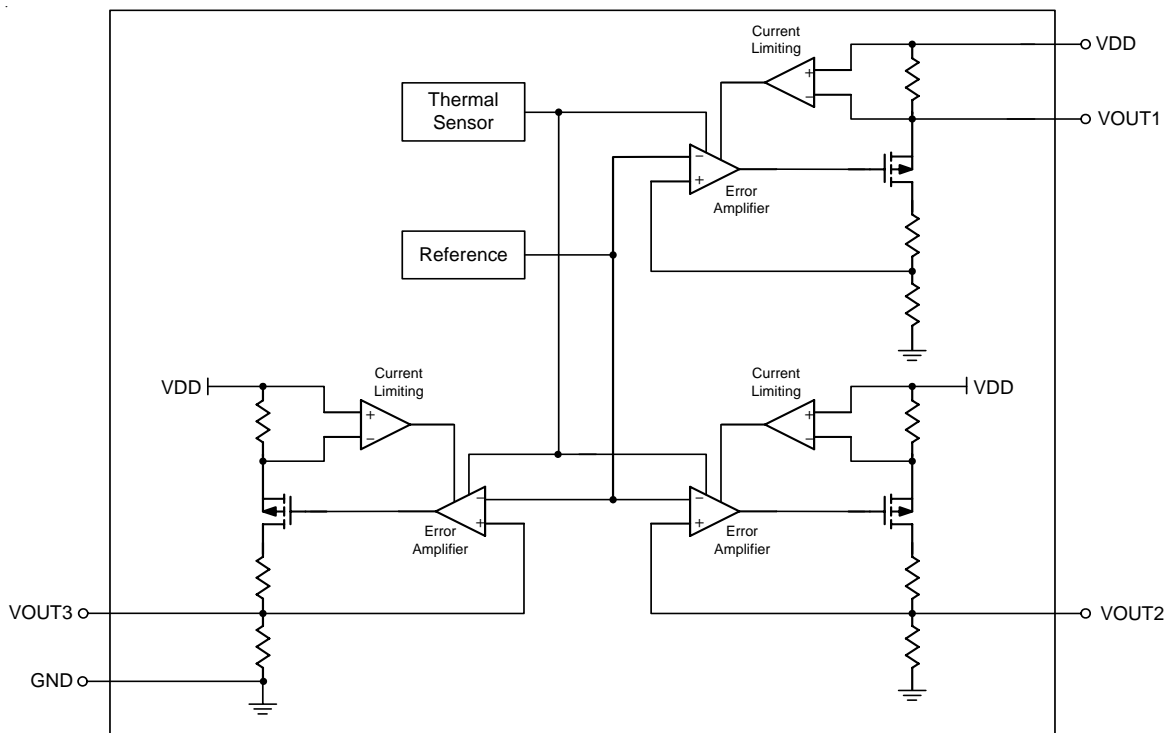 Current
Limiting
VDD
Thermal
Sensor
+
−
VOUT1
−
+
Error
Amplifier
Reference
VDD
Current
Limiting
+
−
Current
Limiting
+
−
VDD
−
+
Error
Amplifier
−
+
Error
Amplifier
VOUT3
VOUT2
GND